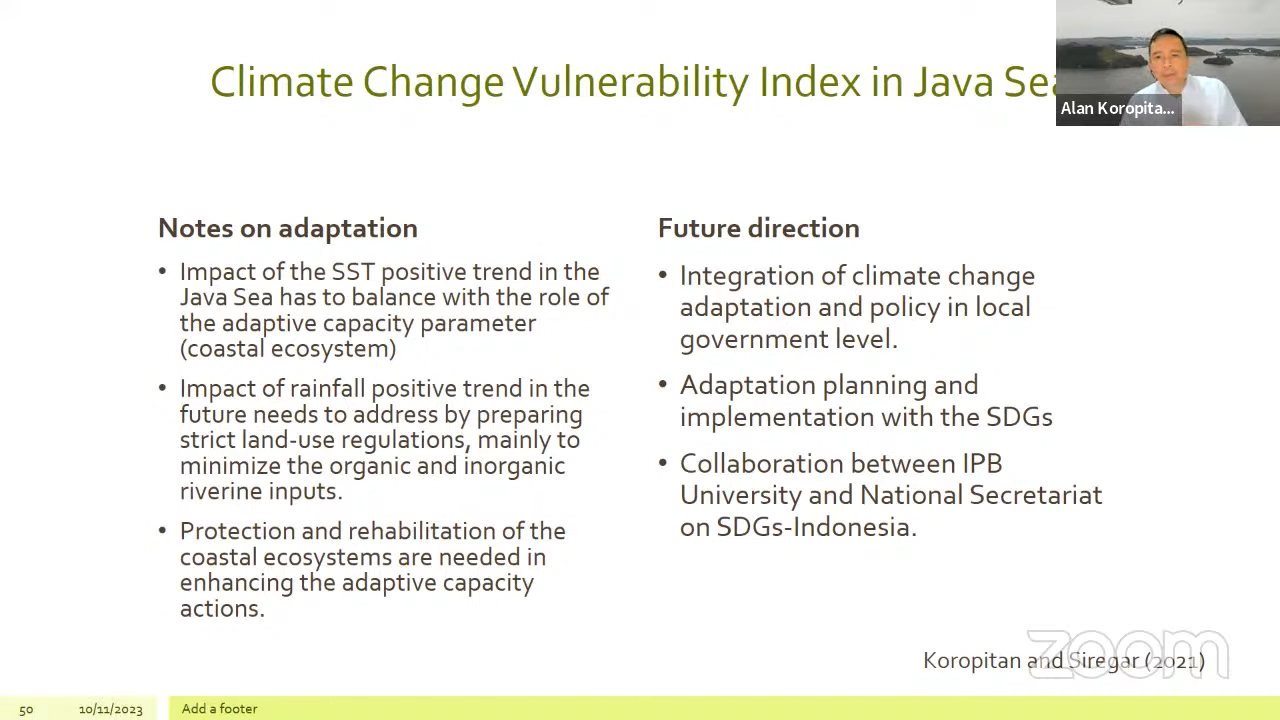 Climate Change Vulnerability Index in Java Sea
Alan Koropita...
Notes on adaptation
• Impact of the SST positive trend in the
Java Sea has to balance with the role of
the adaptive capacity parameter
(coastal ecosystem)
• Impact of rainfall positive trend in the
future needs to address by preparing
strict land-use regulations, mainly to
minimize the organic and inorganic
riverine inputs.
• Protection and rehabilitation of the
coastal ecosystems are needed in
enhancing the adaptive capacity
actions.
Future direction
• Integration of climate change
adaptation and policy in local
government level.
• Adaptation planning and
implementation with the SDGs
• Collaboration between IPB
University and National Secretariat
on SDGs-Indonesia.
Koropitan and Siregar (2021)
zoom
50 10/11/2023 Add a footer